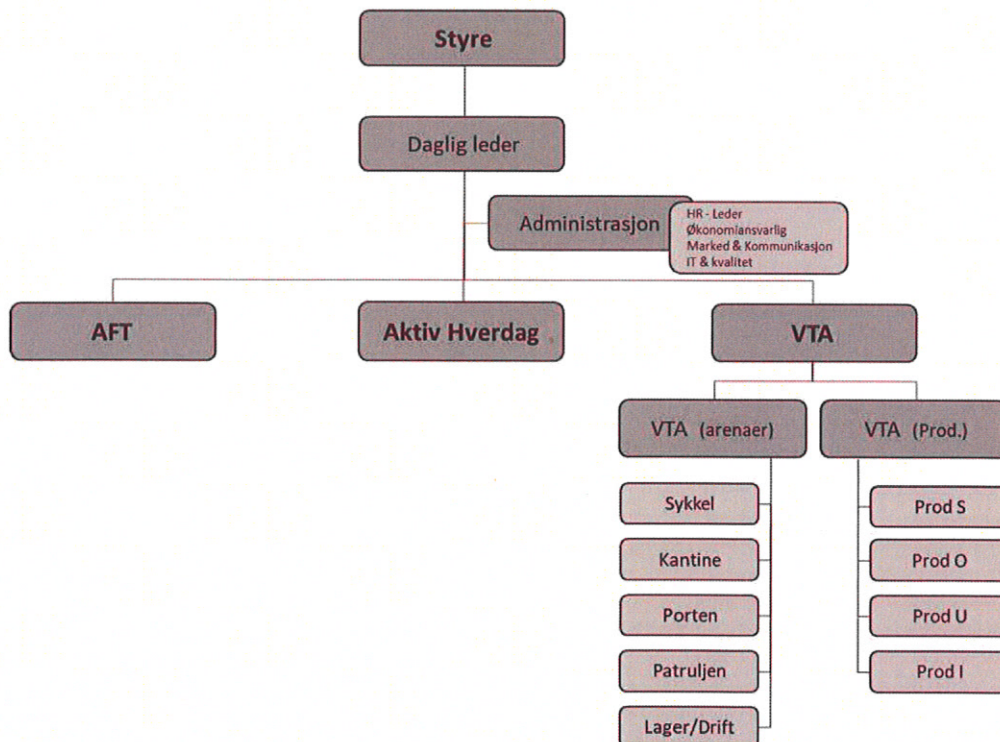 Styre
Daglig leder
Administrasjon
HR - Leder
Økonomiansvarlig
Marked & Kommunikasjon
IT & kvalitet
AFT
Aktiv Hverdag
VTA
VTA (arenaer)
VTA (Prod.)
Sykkel
Kantine
Porten
Patruljen
Lager/Drift
Prod S
Prod O
Prod U
Prod I